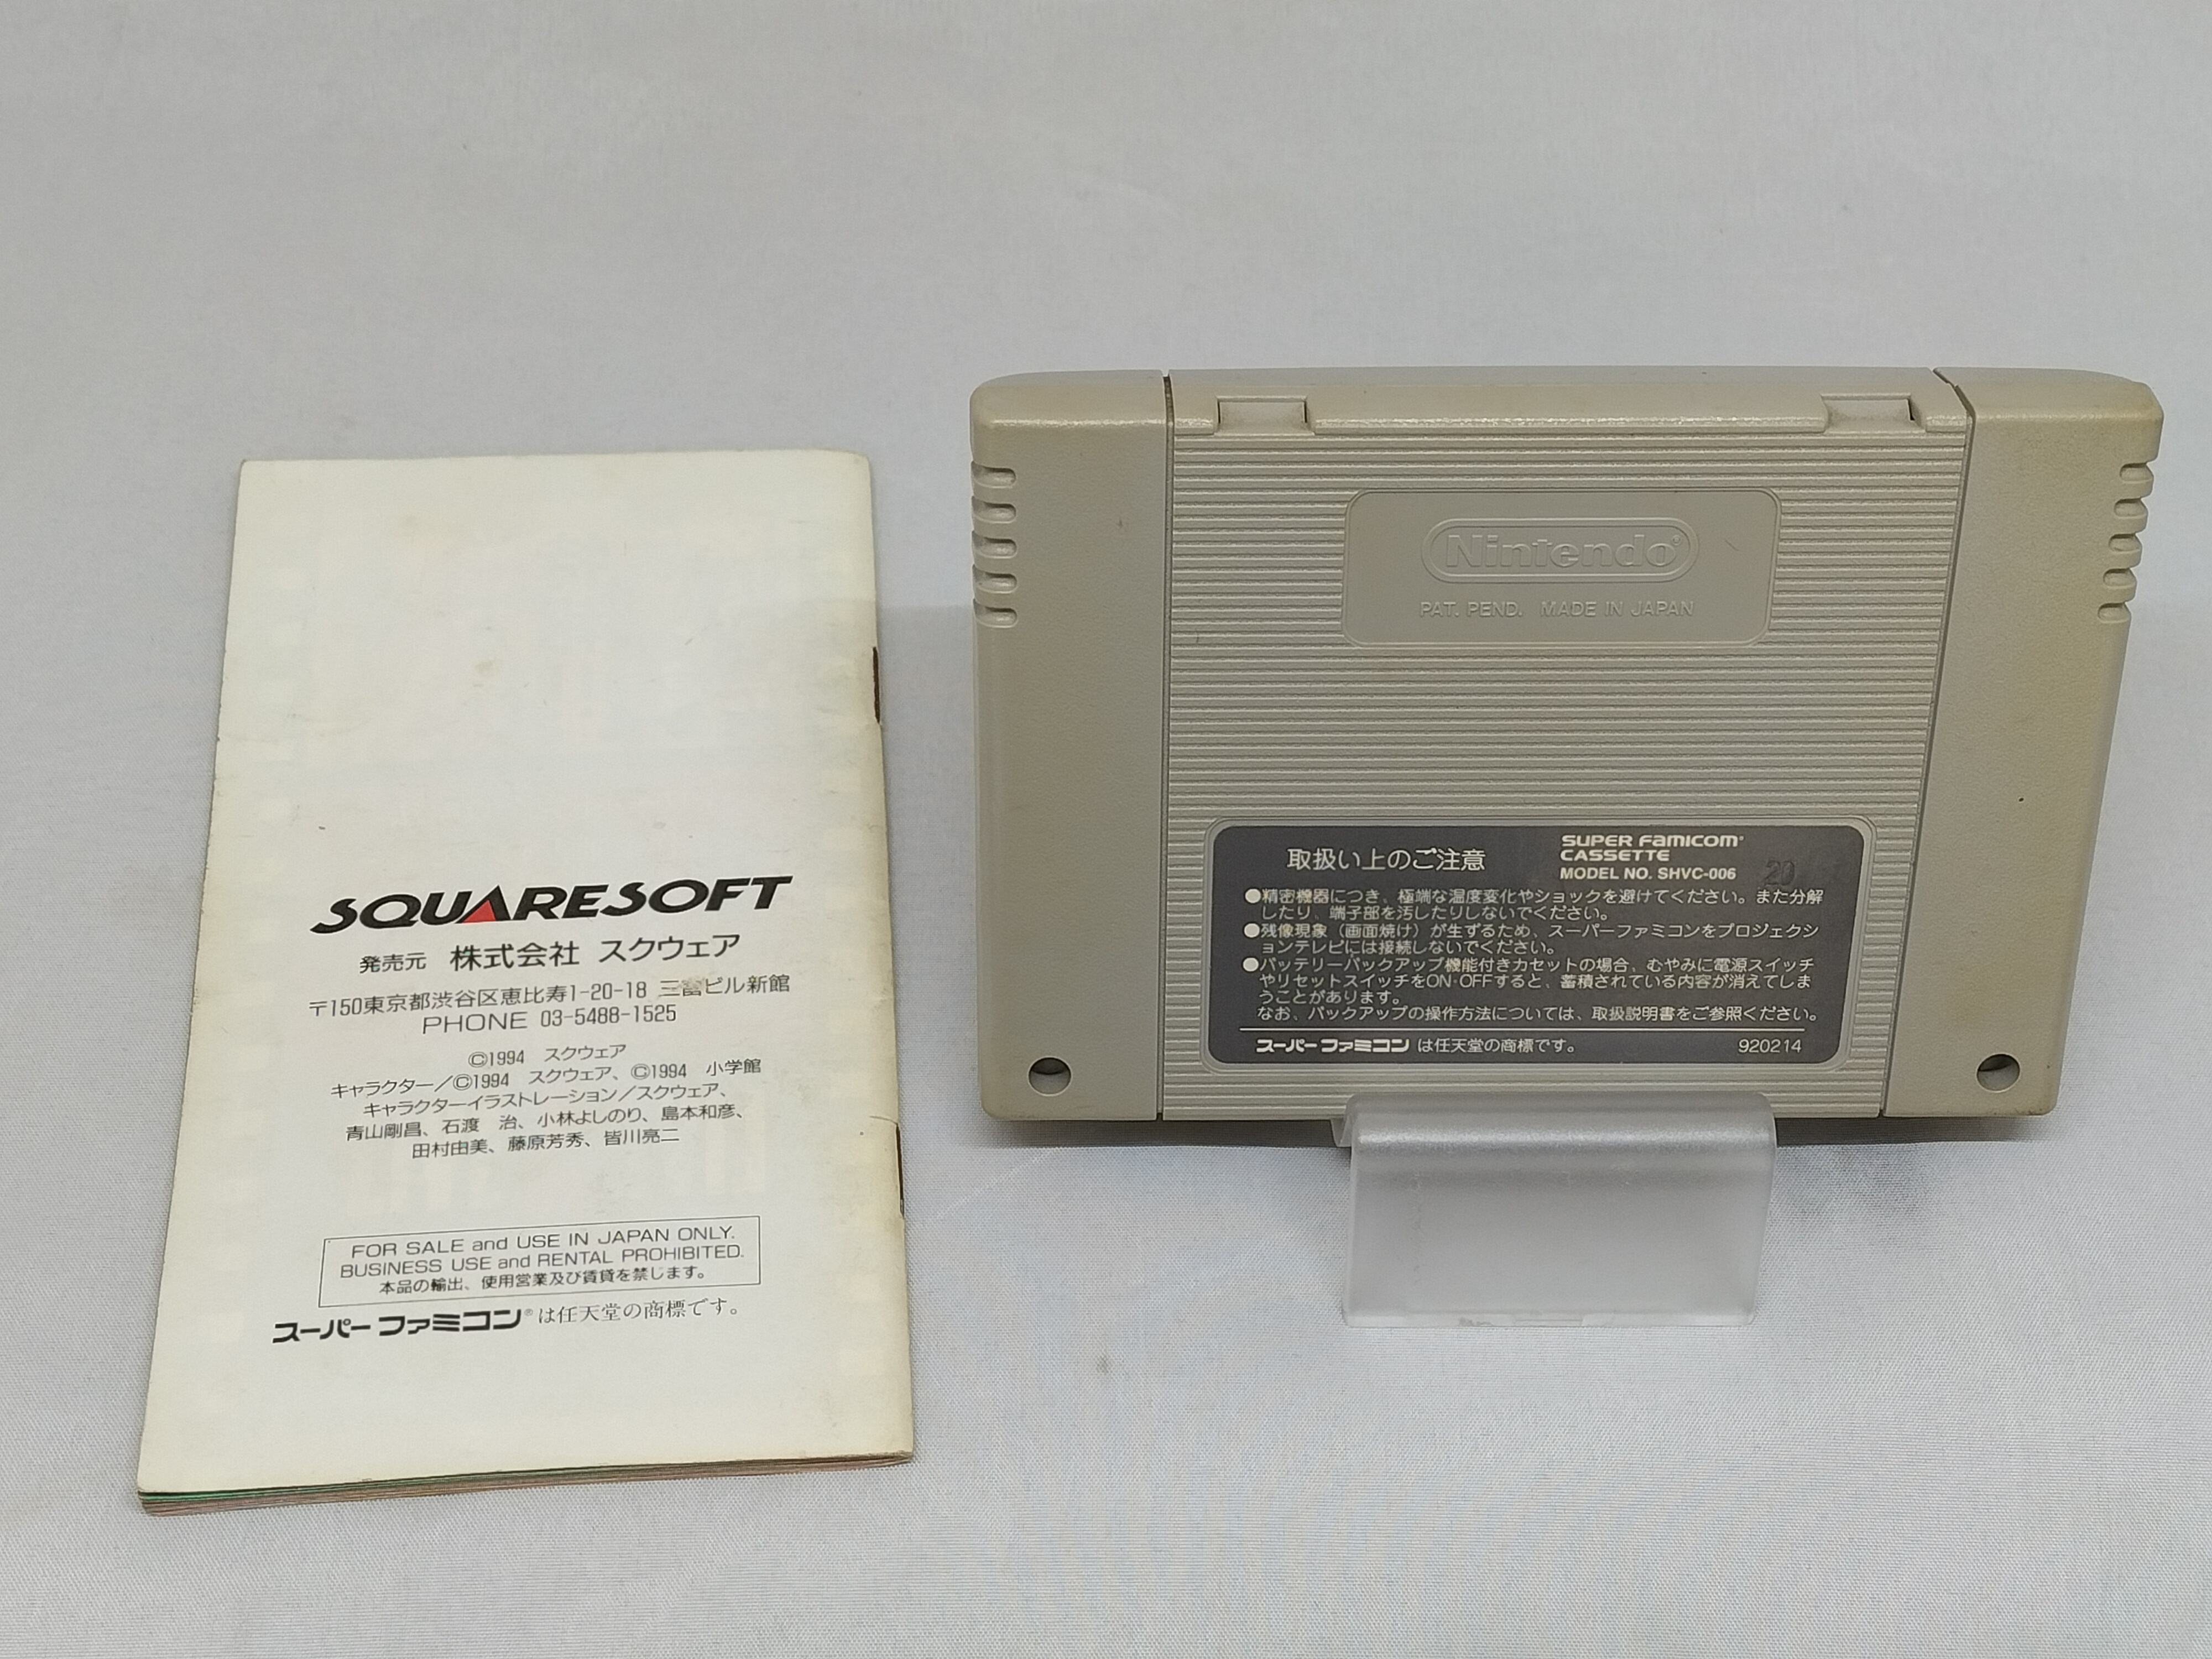 SQUARESOFT
発売元 株式会社 スクウェア
〒150東京都渋谷区恵比寿1-20-18 三富ビル新館
PHONE 03-5488-1525
©1994 スクウェア
キャラクター／©1994 スクウェア、©1994 小学館
キャラクターイラストレーション／スクウェア、
青山剛昌、石渡 治、小林よしのり、島本和彦、
田村由美、藤原芳秀、皆川亮二
FOR SALE and USE IN JAPAN ONLY.
BUSINESS USE and RENTAL PROHIBITED.
本品の輸出、使用営業及び賃貸を禁じます。
スーパーファミコン®は任天堂の商標です。
Nintendo®
PAT. PEND. MADE IN JAPAN
取扱い上のご注意
SUPER FAMICOM®
CASSETTE
MODEL NO. SHVC-006
20
●精密機器につき、極端な温度変化やショックを避けてください。また分解
したり、端子部を汚したりしないでください。
●残像現象（画面焼け）が生ずるため、スーパーファミコンをプロジェクシ
ョンテレビには接続しないでください。
●バッテリーバックアップ機能付きカセットの場合、むやみに電源スイッチ
やリセットスイッチをON·OFFすると、蓄積されている内容が消えてしま
うことがあります。
なお、バックアップの操作方法については、取扱説明書をご参照ください。
スーパーファミコン は任天堂の商標です。 920214